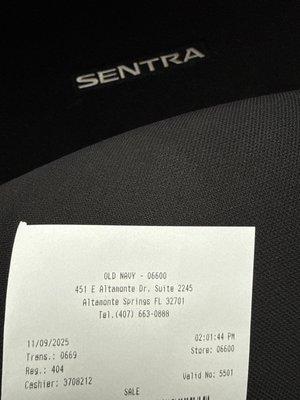 SENTRA
OLD NAVY - 06600
451 E Altamonte Dr. Suite 2245
Altamonte Springs FL 32701
Tel.(407) 663-0888
11/09/2025 02:01:44 PM
Trans.: 0669 Store: 06600
Reg.: 404
Cashier: 3708212 Valid No: 5501
SALE